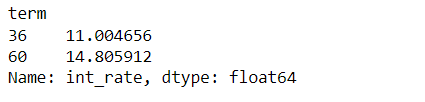 term
36    11.004656
60    14.805912
Name: int_rate, dtype: float64